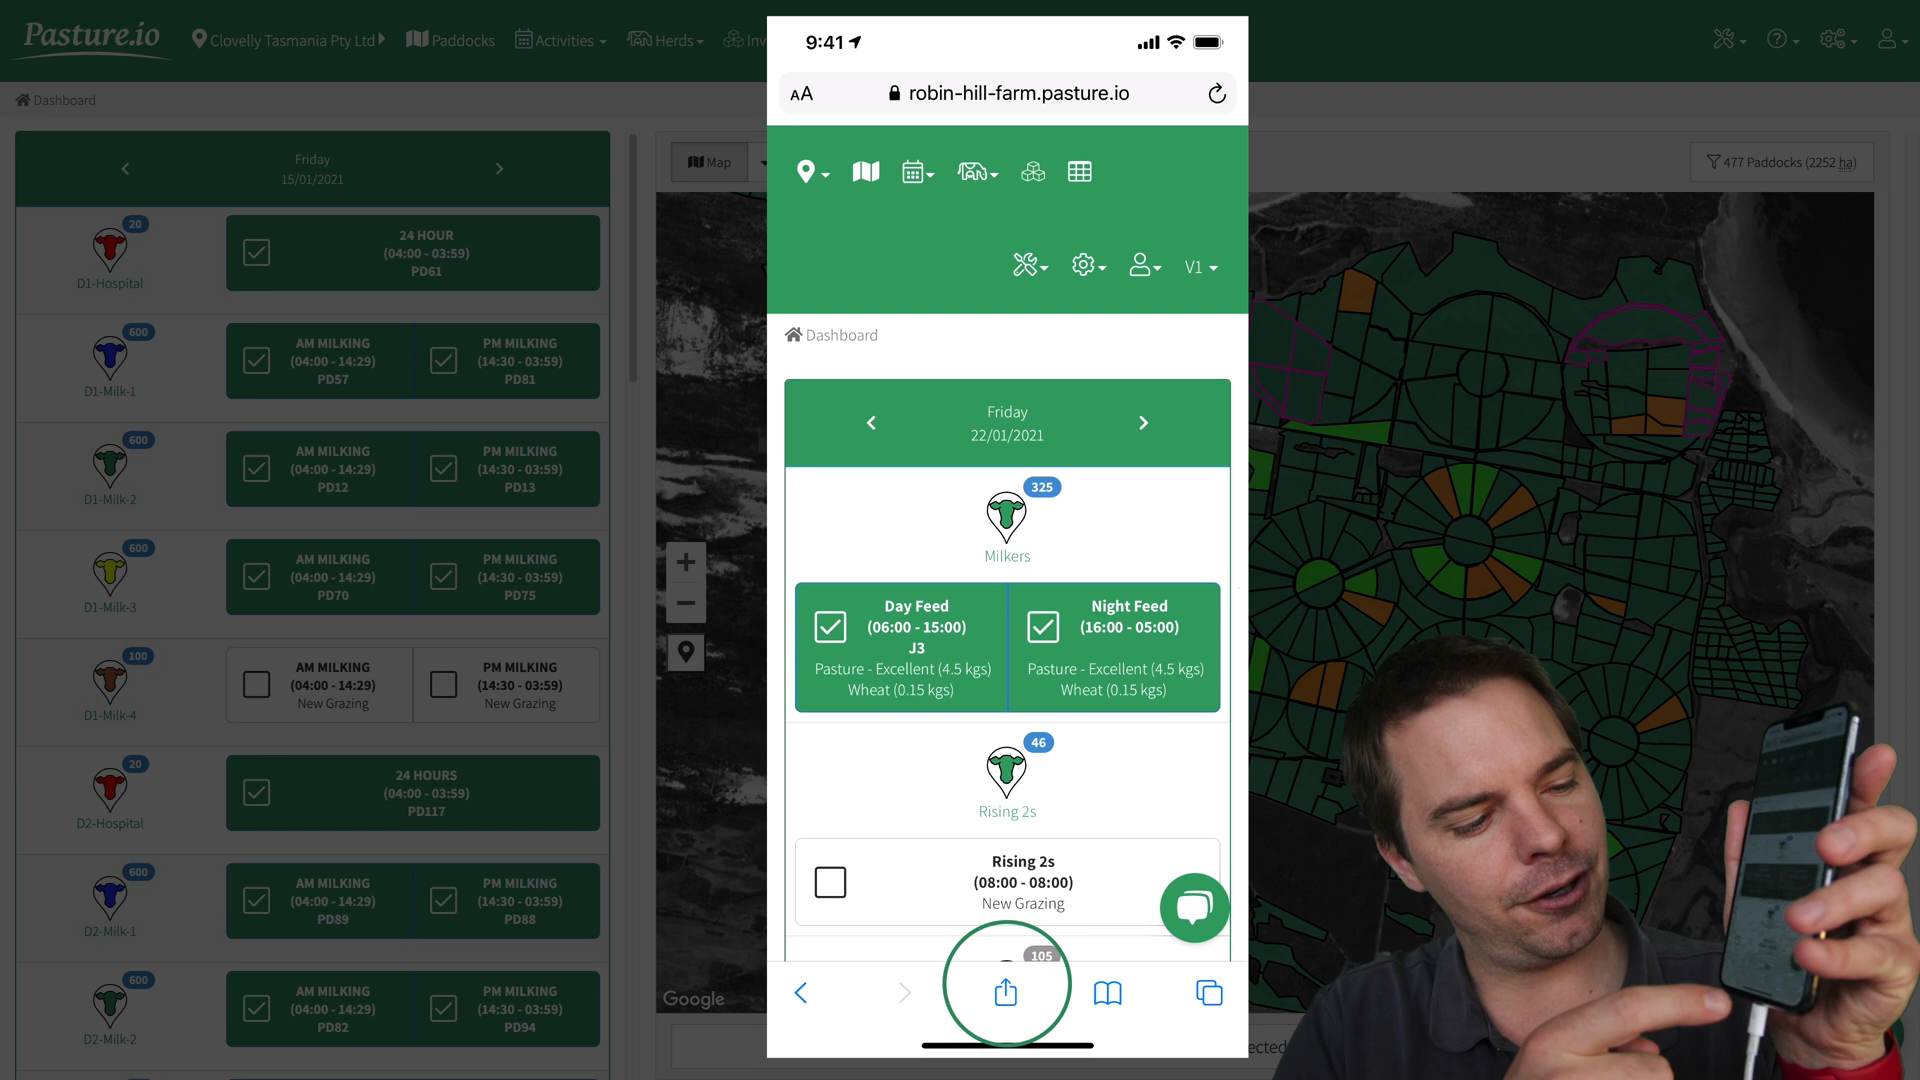 Pasture.io
Clovelly Tasmania Pty Ltd
Paddocks
Activities
Herds
Inv
Dashboard
Friday
15/01/2021
20
D1-Hospital
24 HOUR
(04:00 - 03:59)
PD61
600
D1-Milk-1
AM MILKING
(04:00 - 14:29)
PD57
PM MILKING
(14:30 - 03:59)
PD81
600
D1-Milk-2
AM MILKING
(04:00 - 14:29)
PD12
PM MILKING
(14:30 - 03:59)
PD13
600
D1-Milk-3
AM MILKING
(04:00 - 14:29)
PD70
PM MILKING
(14:30 - 03:59)
PD75
100
D1-Milk-4
AM MILKING
(04:00 - 14:29)
New Grazing
PM MILKING
(14:30 - 03:59)
New Grazing
20
D2-Hospital
24 HOURS
(04:00 - 03:59)
PD117
600
D2-Milk-1
AM MILKING
(04:00 - 14:29)
PD89
PM MILKING
(14:30 - 03:59)
PD88
600
D2-Milk-2
AM MILKING
(04:00 - 14:29)
PD82
PM MILKING
(14:30 - 03:59)
PD94
Map
477 Paddocks (2252 ha)
Google
ected
9:41
AA
robin-hill-farm.pasture.io
V1
Dashboard
Friday
22/01/2021
325
Milkers
Day Feed
(06:00 - 15:00)
J3
Pasture - Excellent (4.5 kgs)
Wheat (0.15 kgs)
Night Feed
(16:00 - 05:00)
Pasture - Excellent (4.5 kgs)
Wheat (0.15 kgs)
46
Rising 2s
Rising 2s
(08:00 - 08:00)
New Grazing
105